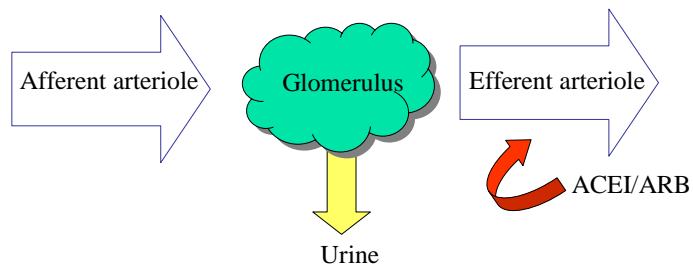 Afferent arteriole
Glomerulus
Efferent arteriole
ACEI/ARB
Urine